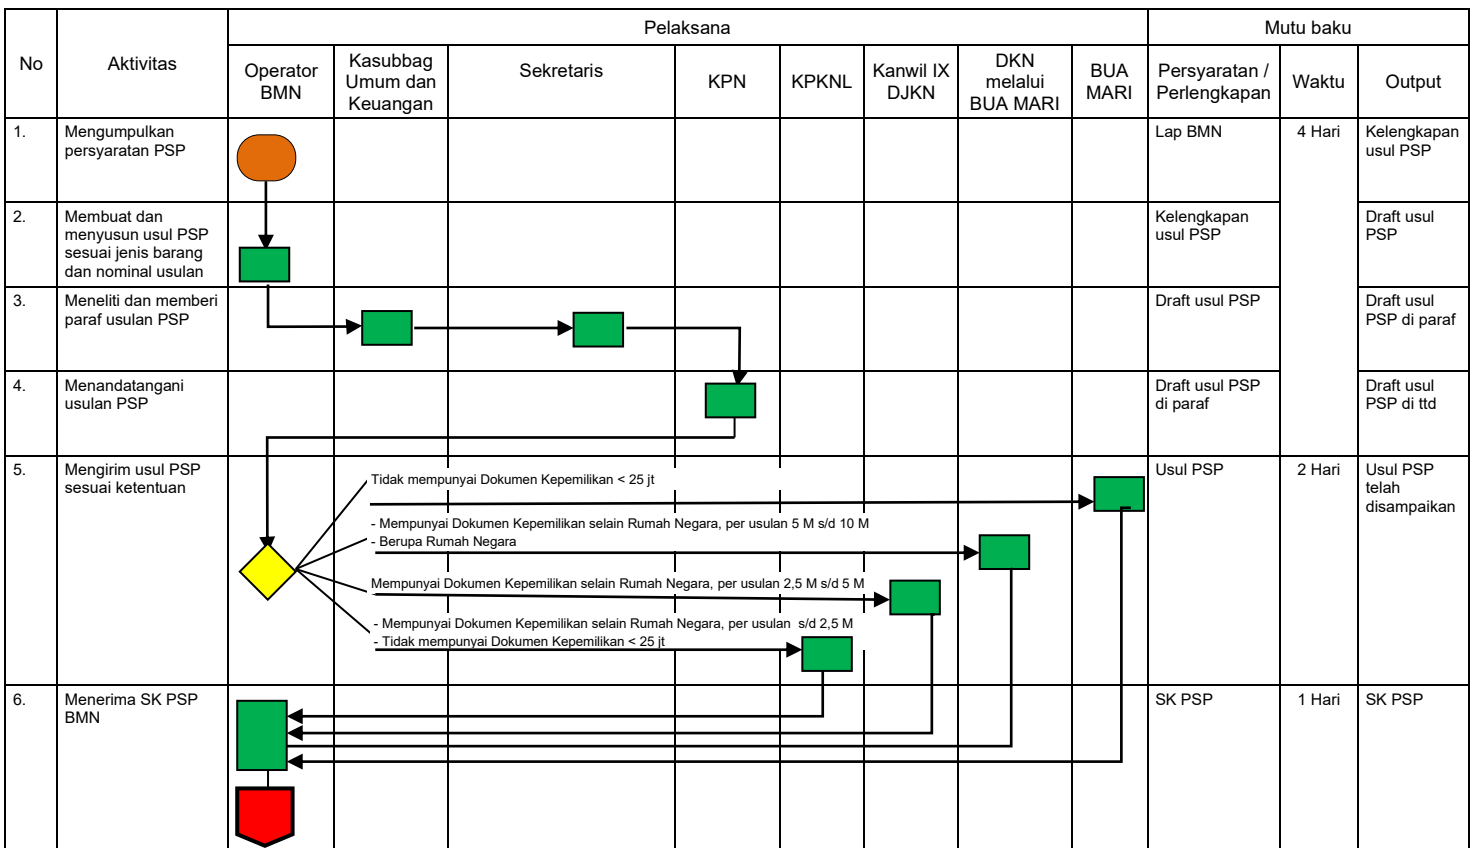 No
Aktivitas
Pelaksana
Mutu baku
Operator
BMN
Kasubbag
Umum dan
Keuangan
Sekretaris
KPN
KPKNL
Kanwil IX
DJKN
DKN
melalui
BUA MARI
BUA
MARI
Persyaratan /
Perlengkapan
Waktu
Output
1.
Mengumpulkan
persyaratan PSP
Lap BMN
4 Hari
Kelengkapan
usul PSP
2.
Membuat dan
menyusun usul PSP
sesuai jenis barang
dan nominal usulan
Kelengkapan
usul PSP
Draft usul
PSP
3.
Meneliti dan memberi
paraf usulan PSP
Draft usul PSP
Draft usul
PSP di paraf
4.
Menandatangani
usulan PSP
Draft usul PSP
di paraf
Draft usul
PSP di ttd
5.
Mengirim usul PSP
sesuai ketentuan
Tidak mempunyai Dokumen Kepemilikan < 25 jt
- Mempunyai Dokumen Kepemilikan selain Rumah Negara, per usulan 5 M s/d 10 M
- Berupa Rumah Negara
Mempunyai Dokumen Kepemilikan selain Rumah Negara, per usulan 2,5 M s/d 5 M
- Mempunyai Dokumen Kepemilikan selain Rumah Negara, per usulan s/d 2,5 M
- Tidak mempunyai Dokumen Kepemilikan < 25 jt
Usul PSP
2 Hari
Usul PSP
telah
disampaikan
6.
Menerima SK PSP
BMN
SK PSP
1 Hari
SK PSP